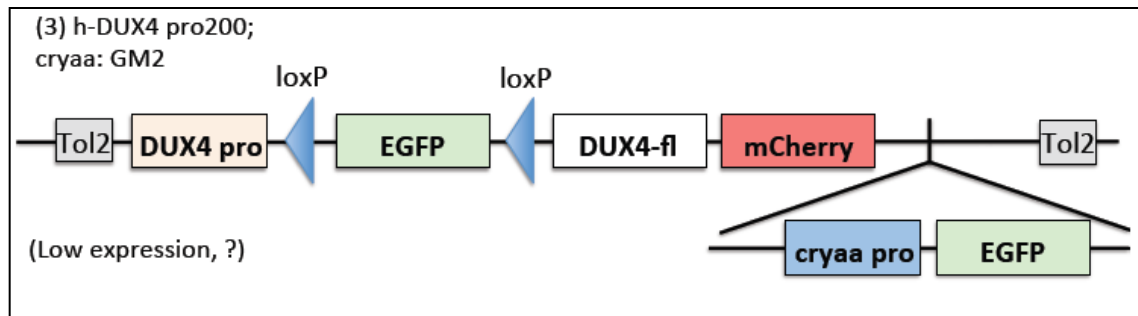 (3) h-DUX4 pro200;
cryaa: GM2
loxP
loxP
Tol2
DUX4 pro
EGFP
DUX4-fl
mCherry
Tol2
(Low expression, ?)
cryaa pro
EGFP